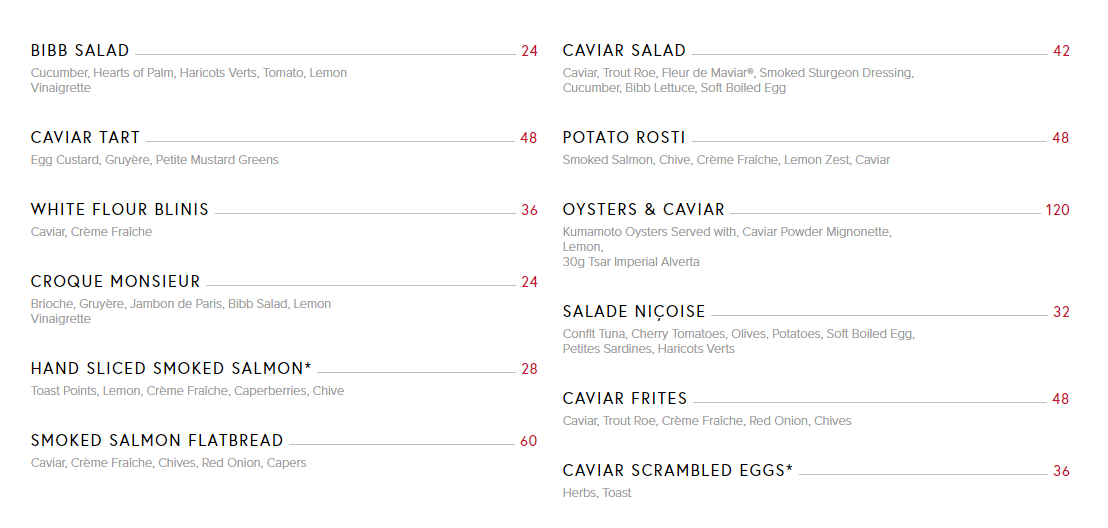 BIBB SALAD 24
Cucumber, Hearts of Palm, Haricots Verts, Tomato, Lemon
Vinaigrette
CAVIAR TART 48
Egg Custard, Gruyère, Petite Mustard Greens
WHITE FLOUR BLINIS 36
Caviar, Crème Fraîche
CROQUE MONSIEUR 24
Brioche, Gruyère, Jambon de Paris, Bibb Salad, Lemon
Vinaigrette
HAND SLICED SMOKED SALMON* 28
Toast Points, Lemon, Crème Fraîche, Caperberries, Chive
SMOKED SALMON FLATBREAD 60
Caviar, Crème Fraîche, Chives, Red Onion, Capers
CAVIAR SALAD 42
Caviar, Trout Roe, Fleur de Maviar®, Smoked Sturgeon Dressing,
Cucumber, Bibb Lettuce, Soft Boiled Egg
POTATO ROSTI 48
Smoked Salmon, Chive, Crème Fraîche, Lemon Zest, Caviar
OYSTERS & CAVIAR 120
Kumamoto Oysters Served with, Caviar Powder Mignonette,
Lemon,
30g Tsar Imperial Alverta
SALADE NIÇOISE 32
Confit Tuna, Cherry Tomatoes, Olives, Potatoes, Soft Boiled Egg,
Petites Sardines, Haricots Verts
CAVIAR FRITES 48
Caviar, Trout Roe, Crème Fraîche, Red Onion, Chives
CAVIAR SCRAMBLED EGGS* 36
Herbs, Toast